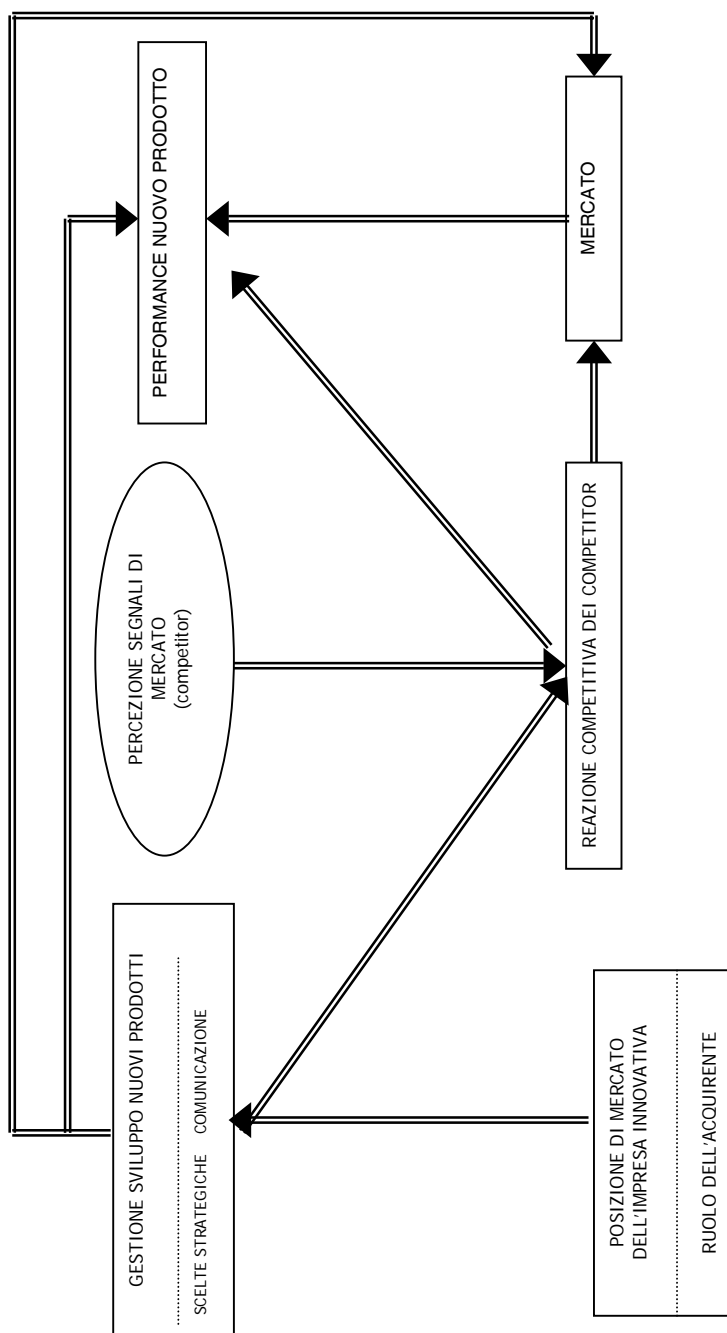 GESTIONE SVILUPPO NUOVI PRODOTTI
SCELTE STRATEGICHE COMUNICAZIONE
PERCEZIONE SEGNALI DI
MERCATO
(competitor)
PERFORMANCE NUOVO PRODOTTO
POSIZIONE DI MERCATO
DELL'IMPRESA INNOVATIVA
RUOLO DELL'ACQUIRENTE
REAZIONE COMPETITIVA DEI COMPETITOR
MERCATO